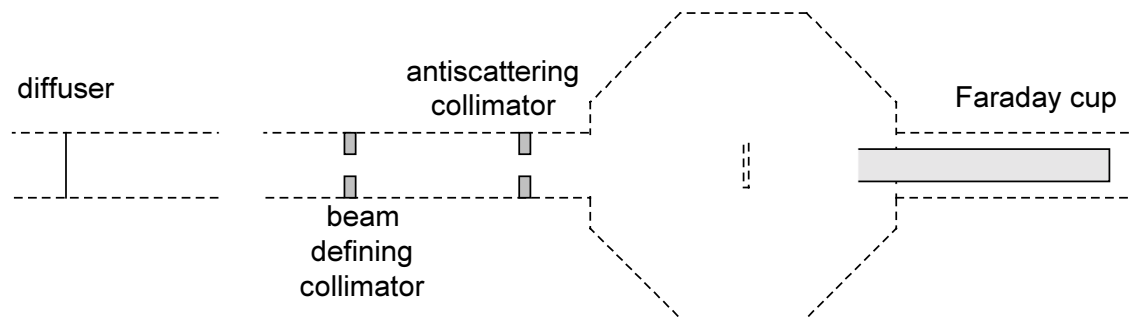 diffuser
antiscattering
collimator
Faraday cup
beam
defining
collimator